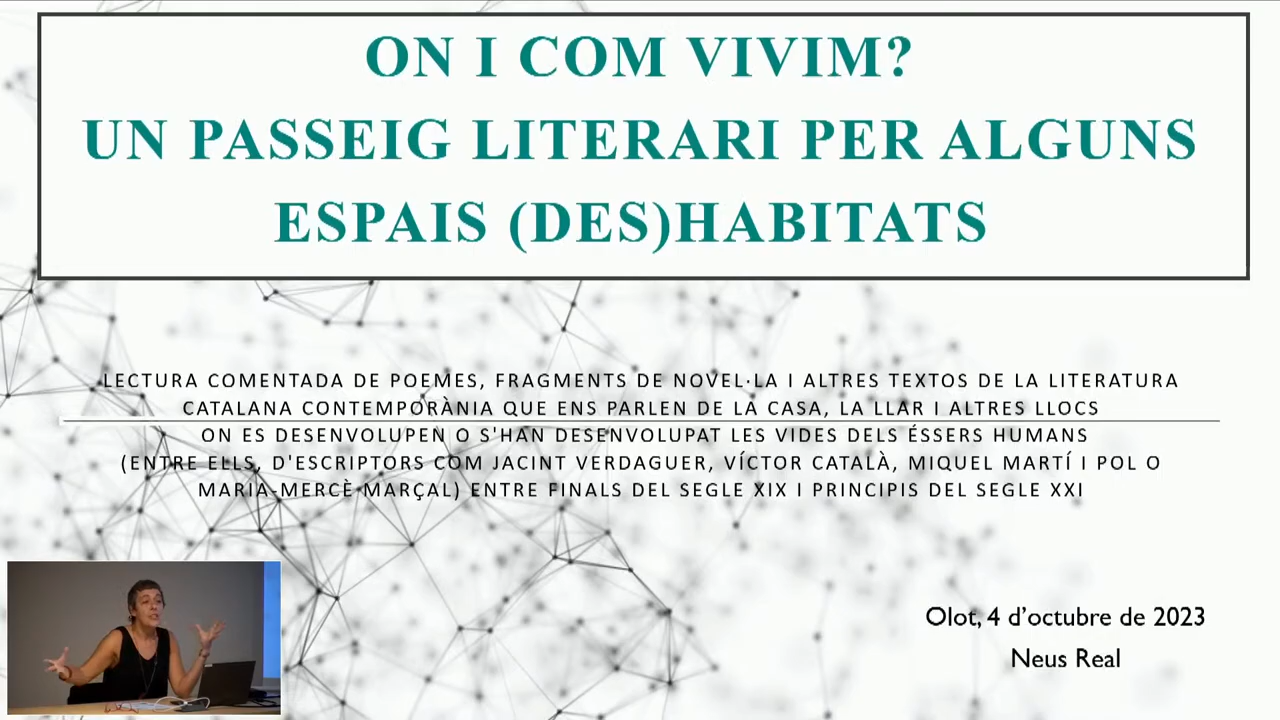 ON I COM VIVIM?
UN PASSEIG LITERARI PER ALGUNS
ESPAIS (DES)HABITATS
LECTURA COMENTADA DE POEMES, FRAGMENTS DE NOVEL·LA I ALTRES TEXTOS DE LA LITERATURA
CATALANA CONTEMPORÀNIA QUE ENS PARLEN DE LA CASA, LA LLAR I ALTRES LLOCS
ON ES DESENVOLUPEN O S'HAN DESENVOLUPAT LES VIDES DELS ÉSSERS HUMANS
(ENTRE ELLS, D'ESCRIPTORS COM JACINT VERDAGUER, VÍCTOR CATALÀ, MIQUEL MARTÍ I POL O
MARIA-MERCÈ MARÇAL) ENTRE FINALS DEL SEGLE XIX I PRINCIPIS DEL SEGLE XXI
Olot, 4 d’octubre de 2023
Neus Real